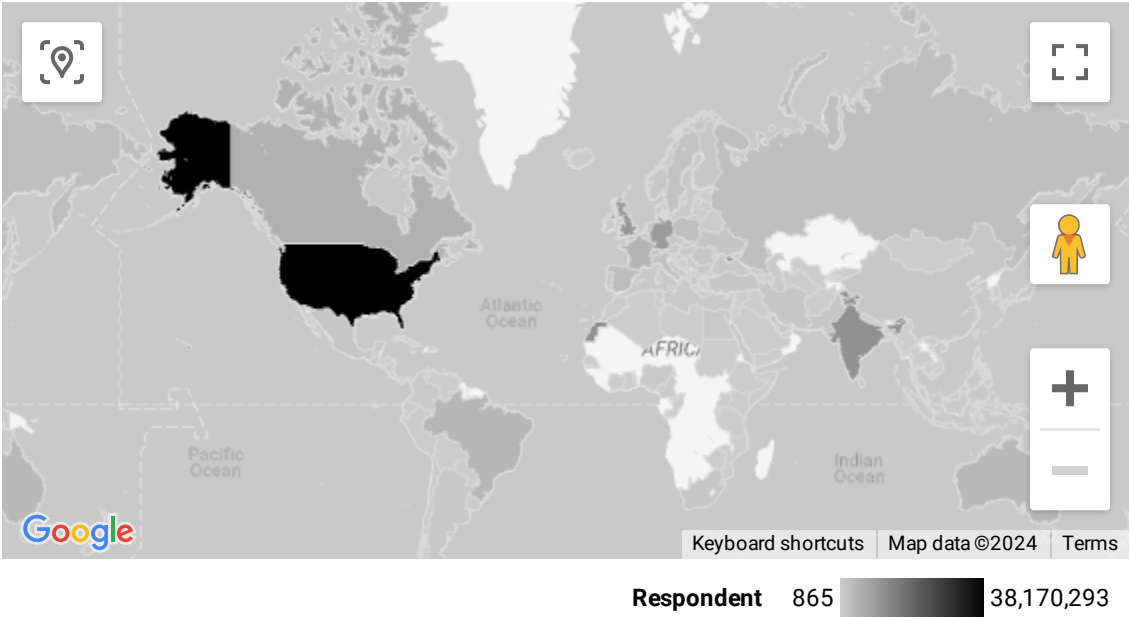 Atlantic
Ocean
AFRICA
Pacific
Ocean
Indian
Ocean
Google
Keyboard shortcuts
Map data ©2024
Terms
Respondent 865 38,170,293